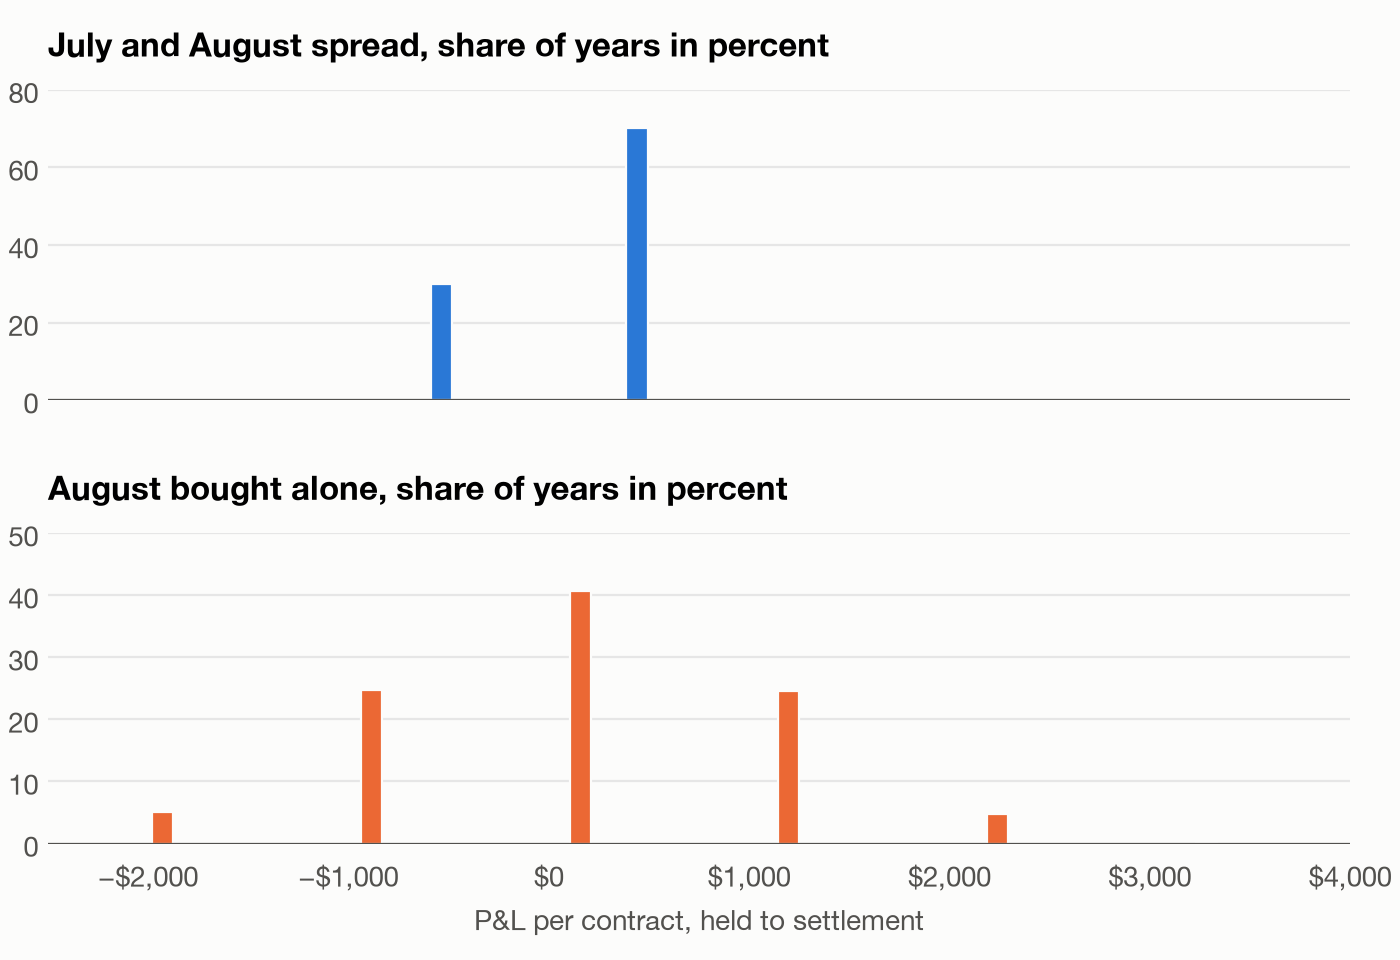 July and August spread, share of years in percent
80
60
40
20
0
August bought alone, share of years in percent
50
40
30
20
10
0
−$2,000 −$1,000 $0 $1,000 $2,000 $3,000 $4,000
P&L per contract, held to settlement